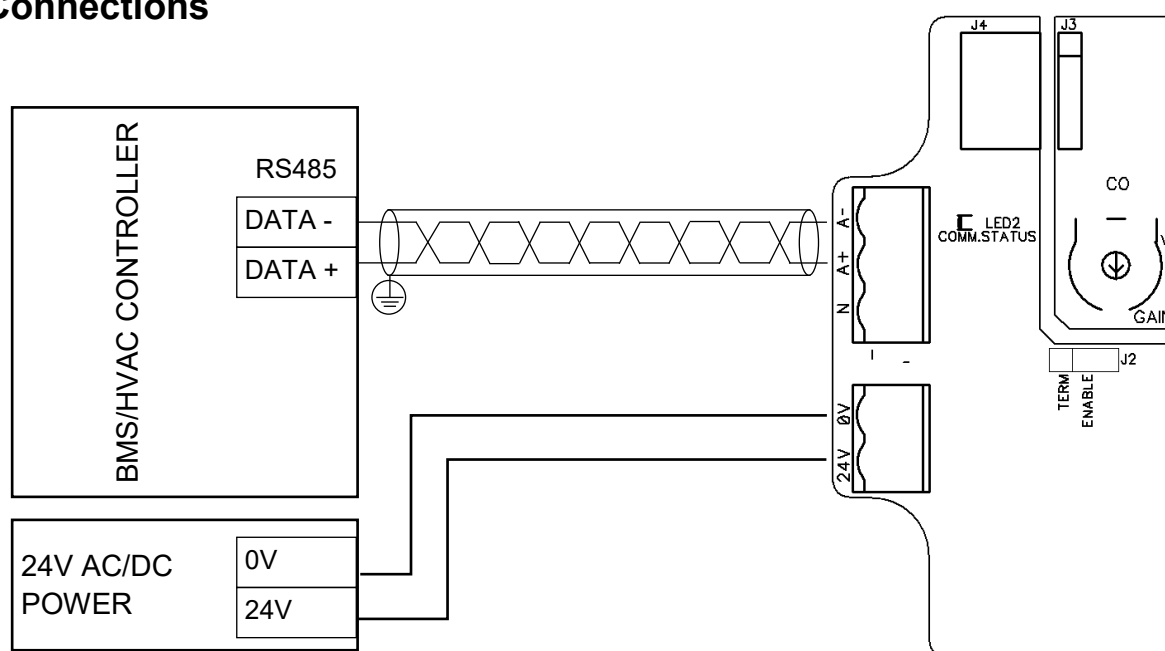 Connections
BMS/HVAC CONTROLLER
RS485
DATA -
DATA +
24V AC/DC
POWER
0V
24V
A-
A+
N
0V
24V
J4
J3
LED2
COMM.STATUS
CO
V
GAIN
J2
TERM
ENABLE